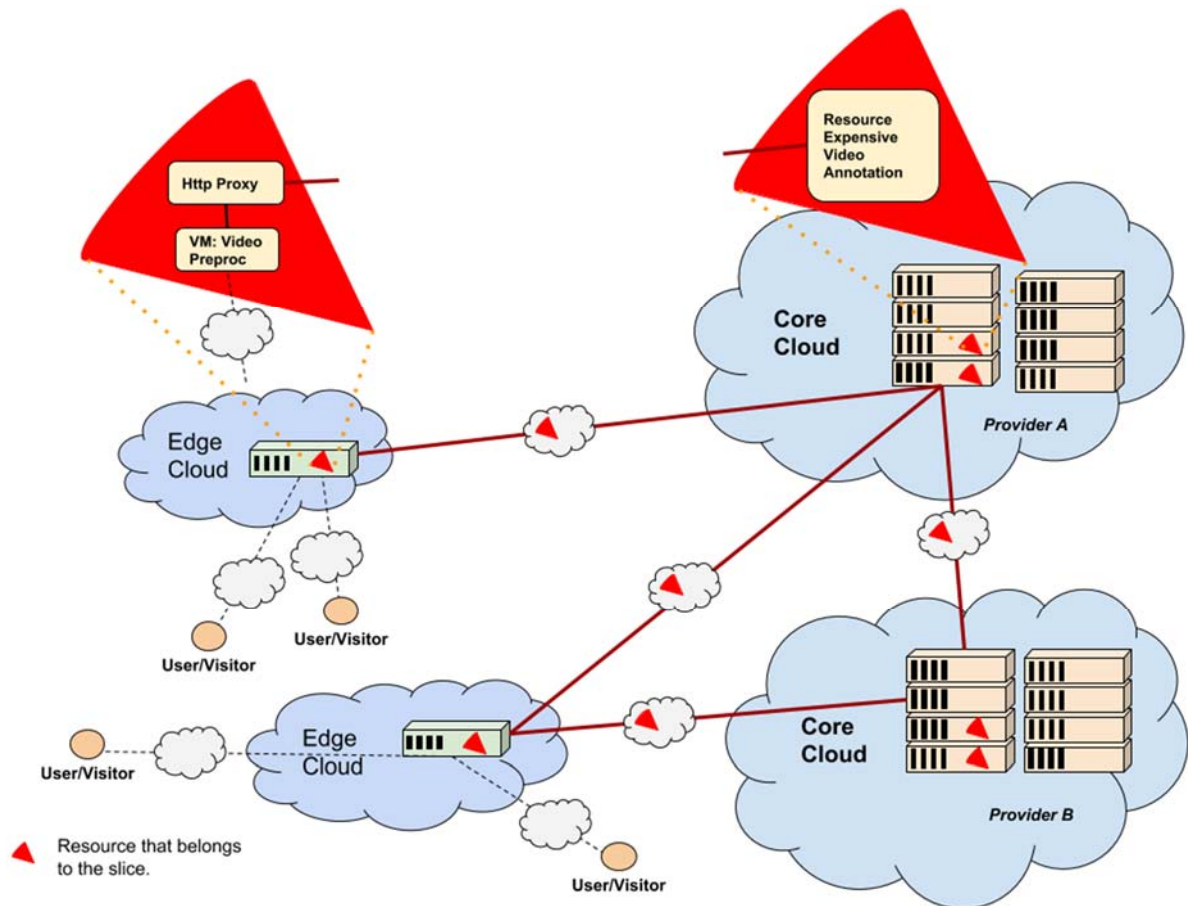 Resource
Expensive
Video
Annotation
Http Proxy
VM: Video
Preproc
Core
Cloud
Provider A
Edge
Cloud
User/Visitor
User/Visitor
Edge
Cloud
Core
Cloud
User/Visitor
Provider B
Resource that belongs
to the slice.
User/Visitor